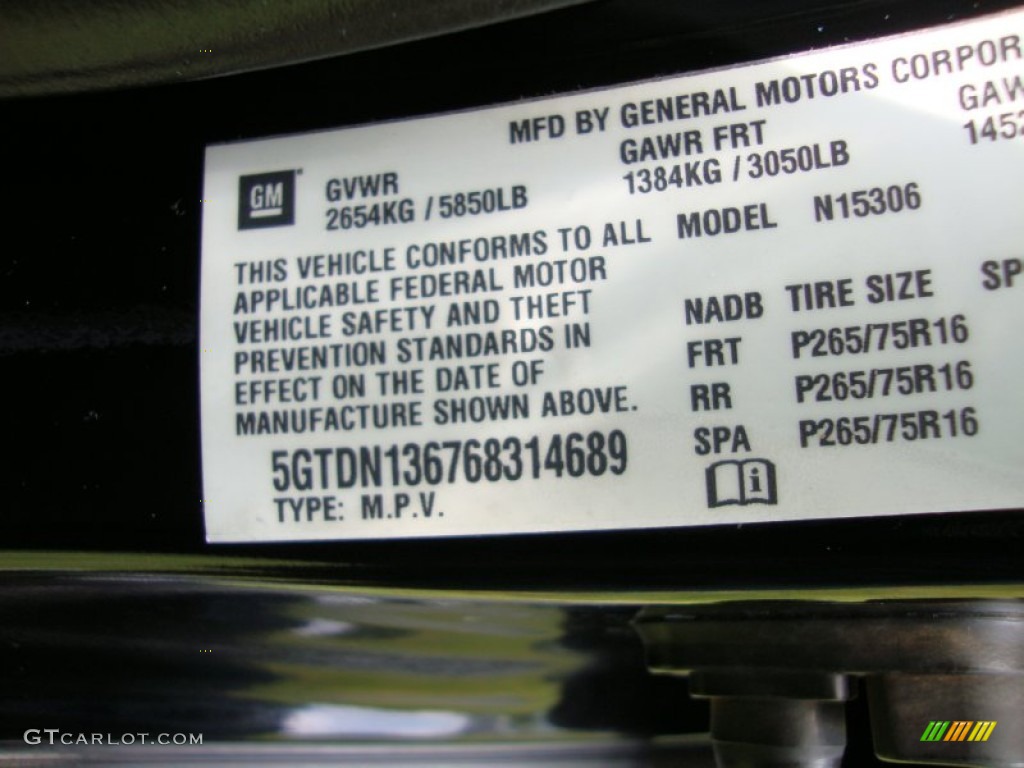 MFD BY GENERAL MOTORS CORPOR
GM
GVWR
2654KG / 5850LB
GAWR FRT
1384KG / 3050LB
GAW
1452
THIS VEHICLE CONFORMS TO ALL
APPLICABLE FEDERAL MOTOR
VEHICLE SAFETY AND THEFT
PREVENTION STANDARDS IN
EFFECT ON THE DATE OF
MANUFACTURE SHOWN ABOVE.
5GTDN136768314689
TYPE: M.P.V.
MODEL N15306
NADB TIRE SIZE SP
FRT P265/75R16
RR P265/75R16
SPA P265/75R16
i
GTCARLOT.COM